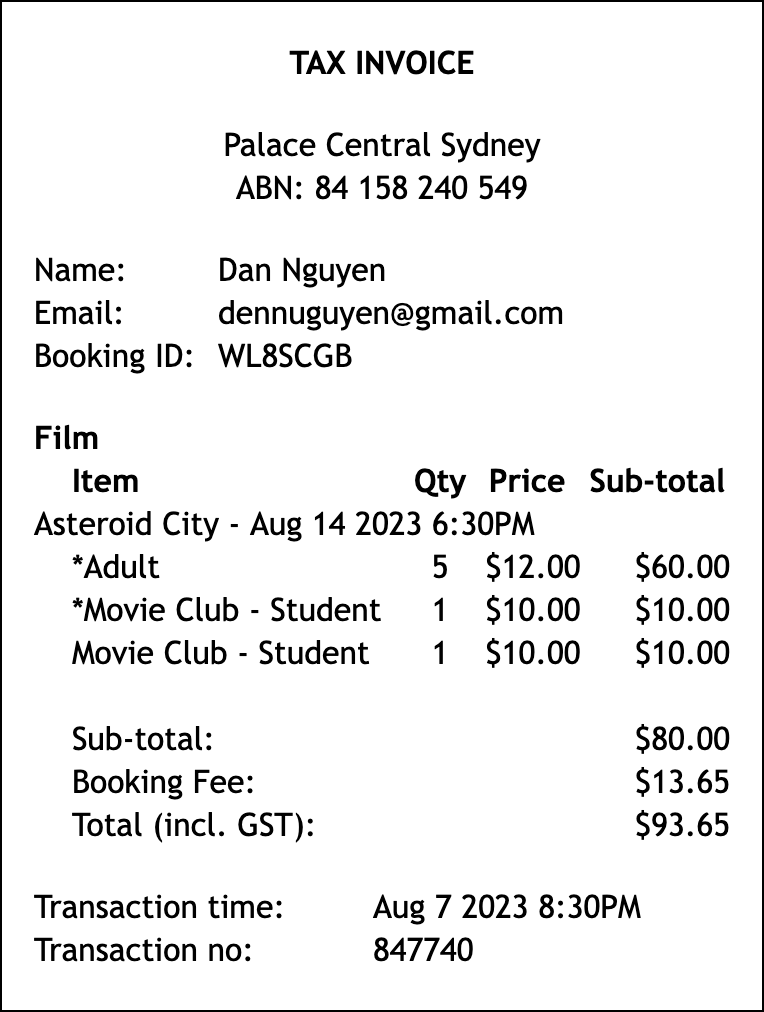 TAX INVOICE
Palace Central Sydney
ABN: 84 158 240 549
Name: Dan Nguyen
Email: dennuguyen@gmail.com
Booking ID: WL8SCGB
Film
Item Qty Price Sub-total
Asteroid City - Aug 14 2023 6:30PM
*Adult 5 $12.00 $60.00
*Movie Club - Student 1 $10.00 $10.00
Movie Club - Student 1 $10.00 $10.00
Sub-total: $80.00
Booking Fee: $13.65
Total (incl. GST): $93.65
Transaction time: Aug 7 2023 8:30PM
Transaction no: 847740